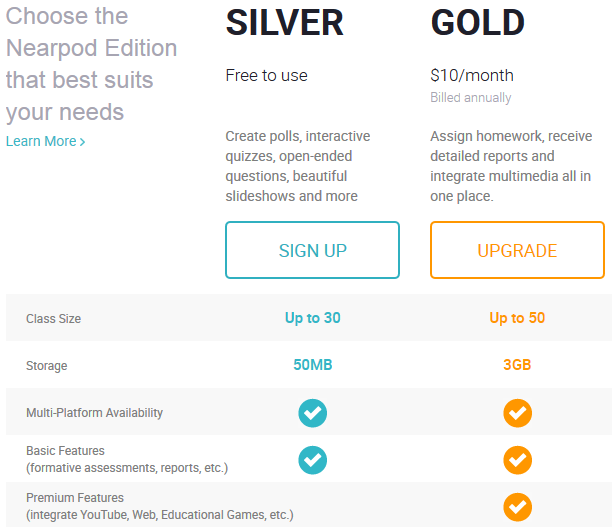 Choose the
Nearpod Edition
that best suits
your needs
Learn More >
SILVER
Free to use
Create polls, interactive
quizzes, open-ended
questions, beautiful
slideshows and more
SIGN UP
GOLD
$10/month
Billed annually
Assign homework, receive
detailed reports and
integrate multimedia all in
one place.
UPGRADE
Class Size Up to 30 Up to 50
Storage 50MB 3GB
Multi-Platform Availability
Basic Features
(formative assessments, reports, etc.)
Premium Features
(integrate YouTube, Web, Educational Games, etc.)